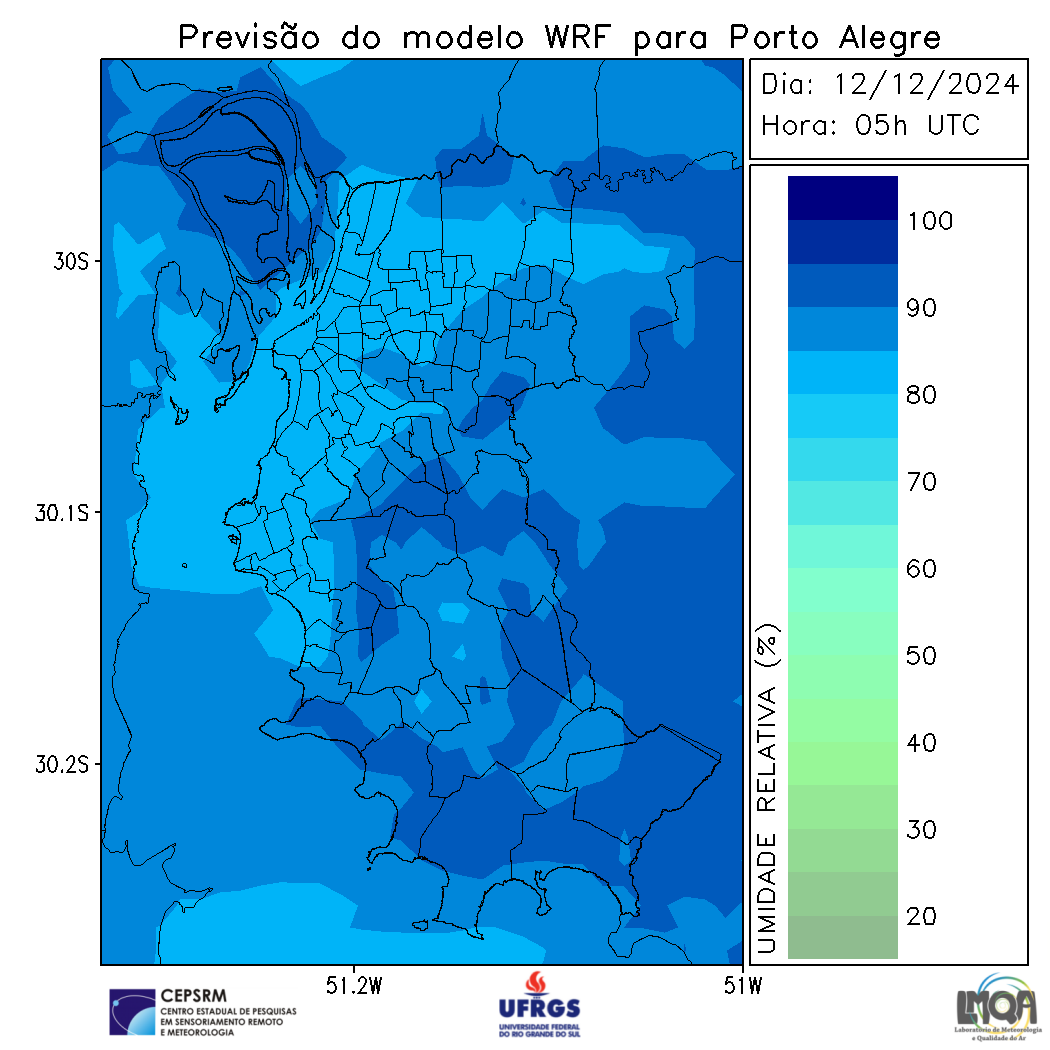 Previsão do modelo WRF para Porto Alegre
Dia: 12/12/2024
Hora: 05h UTC
30S
30.1S
30.2S
51.2W
51W
100
90
80
70
60
50
40
30
20
UMIDADE RELATIVA (%)
CEPSRM
CENTRO ESTADUAL DE PESQUISAS
EM SENSORIAMENTO REMOTO
E METEOROLOGIA
UFRGS
UNIVERSIDADE FEDERAL
DO RIO GRANDE DO SUL
LMQA
Laboratório de Meteorologia
e Qualidade do Ar